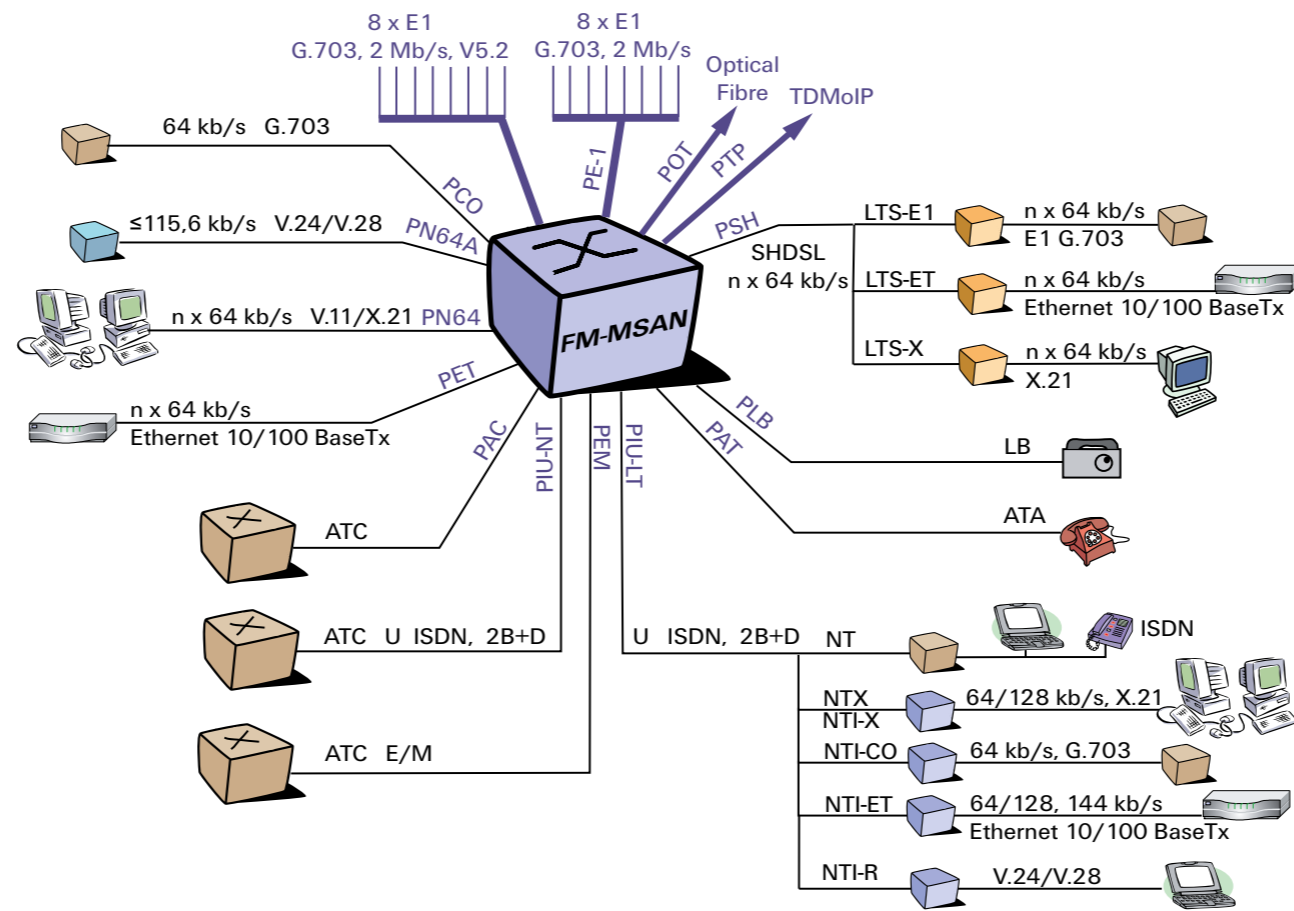 8 x E1
G.703, 2 Mb/s, V5.2
8 x E1
G.703, 2 Mb/s
Optical
Fibre
TDMoIP
64 kb/s G.703
PCO
PE-1
POT
PTP
≤115,6 kb/s V.24/V.28
PN64A
PSH
SHDSL
n x 64 kb/s
LTS-E1
n x 64 kb/s
E1 G.703
LTS-ET
n x 64 kb/s
Ethernet 10/100 BaseTx
LTS-X
n x 64 kb/s
X.21
n x 64 kb/s V.11/X.21
PN64
FM-MSAN
PET
n x 64 kb/s
Ethernet 10/100 BaseTx
PAC
PIU-NT
PEM
PIU-LT
PAT
PLB
LB
ATA
ATC
ATC U ISDN, 2B+D
ATC E/M
U ISDN, 2B+D
NT
ISDN
NTX
NTI-X
64/128 kb/s, X.21
NTI-CO
64 kb/s, G.703
NTI-ET
64/128, 144 kb/s
Ethernet 10/100 BaseTx
NTI-R
V.24/V.28